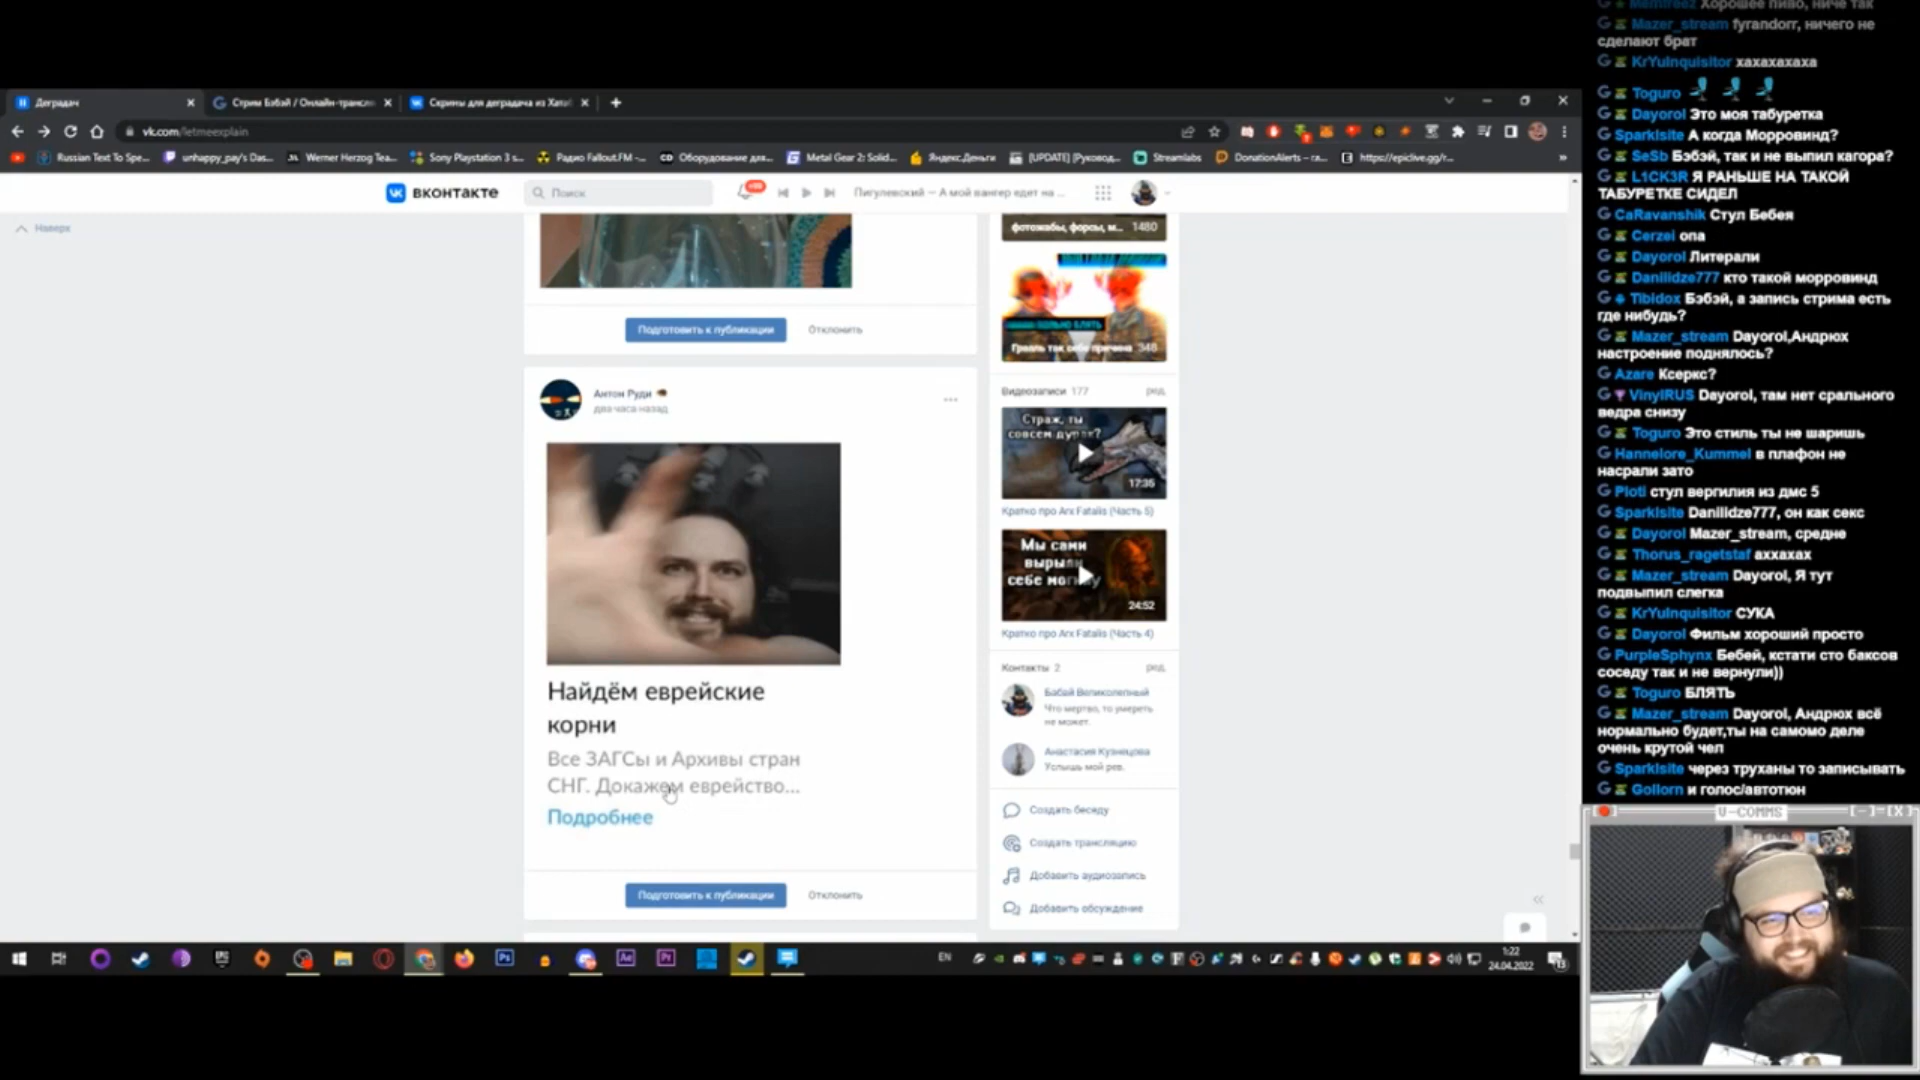 Деградач
Стрим Бэбэй / Онлайн-трансл
Скрины для деградача из Xata
vk.com/letmeexplain
Russian Text To Spe...
unhappy_pay's Das...
Werner Herzog Tea...
Sony Playstation 3 s...
Радио Fallout.FM -...
Оборудование для...
Metal Gear 2: Solid...
Яндекс.Деньги
[UPDATE] [Руковод...
Streamlabs
DonationAlerts – га...
https://epiclive.gg/r...
ВКОНТАКТЕ
Поиск
Пигулевский — А мой вангер едет на ...
Наверх
Подготовить к публикации
Отклонить
Антон Руди
два часа назад
Найдём еврейские
корни
Все ЗАГСы и Архивы стран
СНГ. Докажем еврейство...
Подробнее
Подготовить к публикации
Отклонить
фотожабы, форсы, м... 1480
Грааль так себе причина 348
Видеозаписи 177
ред.
Страж, ты
совсем дурак?
17:35
Кратко про Arx Fatalis (Часть 5)
Мы сами
вырыли
себе могилу
24:52
Кратко про Arx Fatalis (Часть 4)
Контакты 2
ред.
Бабай Великолепный
Что мертво, то умереть
не может.
Анастасия Кузнецова
Услышь мой рев.
Создать беседу
Создать трансляцию
Добавить аудиозапись
Добавить обсуждение
EN
1:22
24.04.2022
Memfreez Хорошее пиво, ниче так
Mazer_stream fyrandorr, ничего не
сделают брат
KrYuInquisitor хахахахаха
Toguro
Dayorol Это моя табуретка
Sparklsite А когда Морровинд?
SeSb Бэбэй, так и не выпил кагора?
L1CK3R Я РАНЬШЕ НА ТАКОЙ
ТАБУРЕТКЕ СИДЕЛ
CaRavanshik Стул Бебея
Cerzei опа
Dayorol Литерали
Danilidze777 кто такой морровинд
Tibidox Бэбэй, а запись стрима есть
где нибудь?
Mazer_stream Dayorol,Андрюх
настроение поднялось?
Azare Ксеркс?
VinylRUS Dayorol, там нет срального
ведра снизу
Toguro Это стиль ты не шаришь
Hannelore_Kummel в плафон не
насрали зато
Ploti стул вергилия из дмс 5
Sparklsite Danilidze777, он как секс
Dayorol Mazer_stream, средне
Thorus_ragetstaf аххахах
Mazer_stream Dayorol, Я тут
подвыпил слегка
KrYuInquisitor СУКА
Dayorol Фильм хороший просто
PurpleSphynx Бебей, кстати сто баксов
соседу так и не вернули))
Toguro БЛЯТЬ
Mazer_stream Dayorol, Андрюх всё
нормально будет,ты на самомо деле
очень крутой чел
Sparklsite через труханы то записывать
Gollorn и голос/автотюн
U-COMMS
[-]-[X]